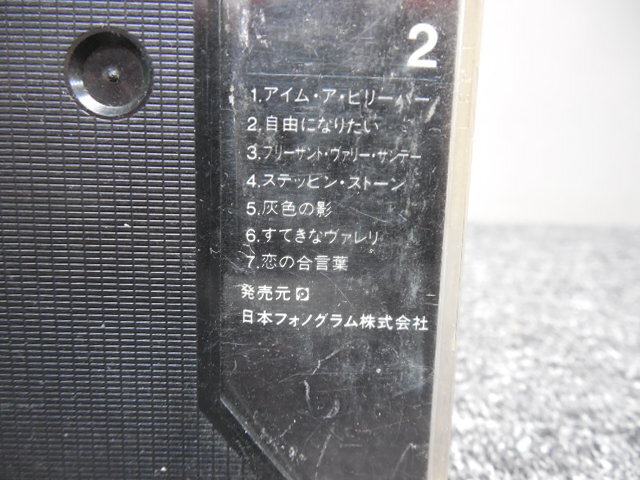 2
1.アイム・ア・ビリーバー
2.自由になりたい
3.プリーザント・ヴァリー・サンデー
4.ステッピン・ストーン
5.灰色の影
6.すてきなヴァレリ
7.恋の合言葉
発売元
日本フォノグラム株式会社